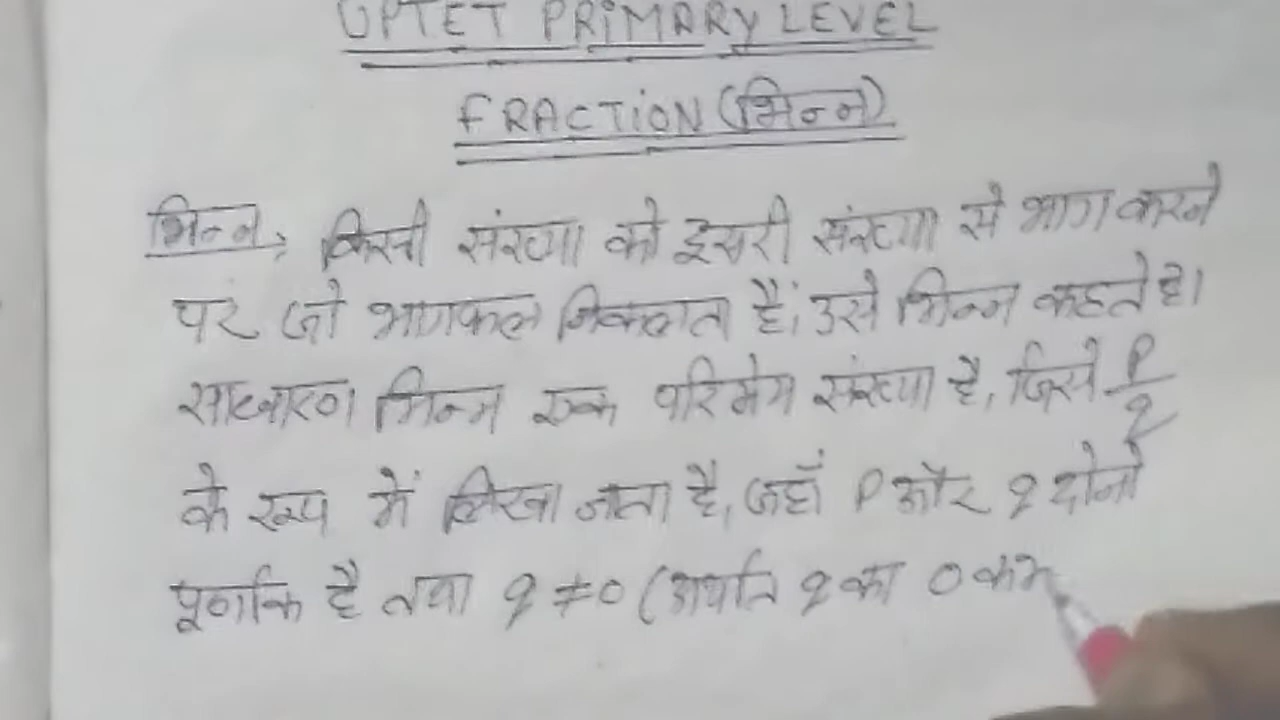 UPTET PRIMARY LEVEL
FRACTION (भिन्न)
भिन्न, किसी संख्या को दूसरी संख्या से भाग करने
पर जो भागफल निकलता है, उसे भिन्न कहते है।
साधारण भिन्न एक परिमेय संख्या है, जिसे P/q
के रूप में लिखा जाता है, जहाँ P और q दोनो
पूर्णांक है तथा q ≠ 0 (अर्थात q का 0 कभ